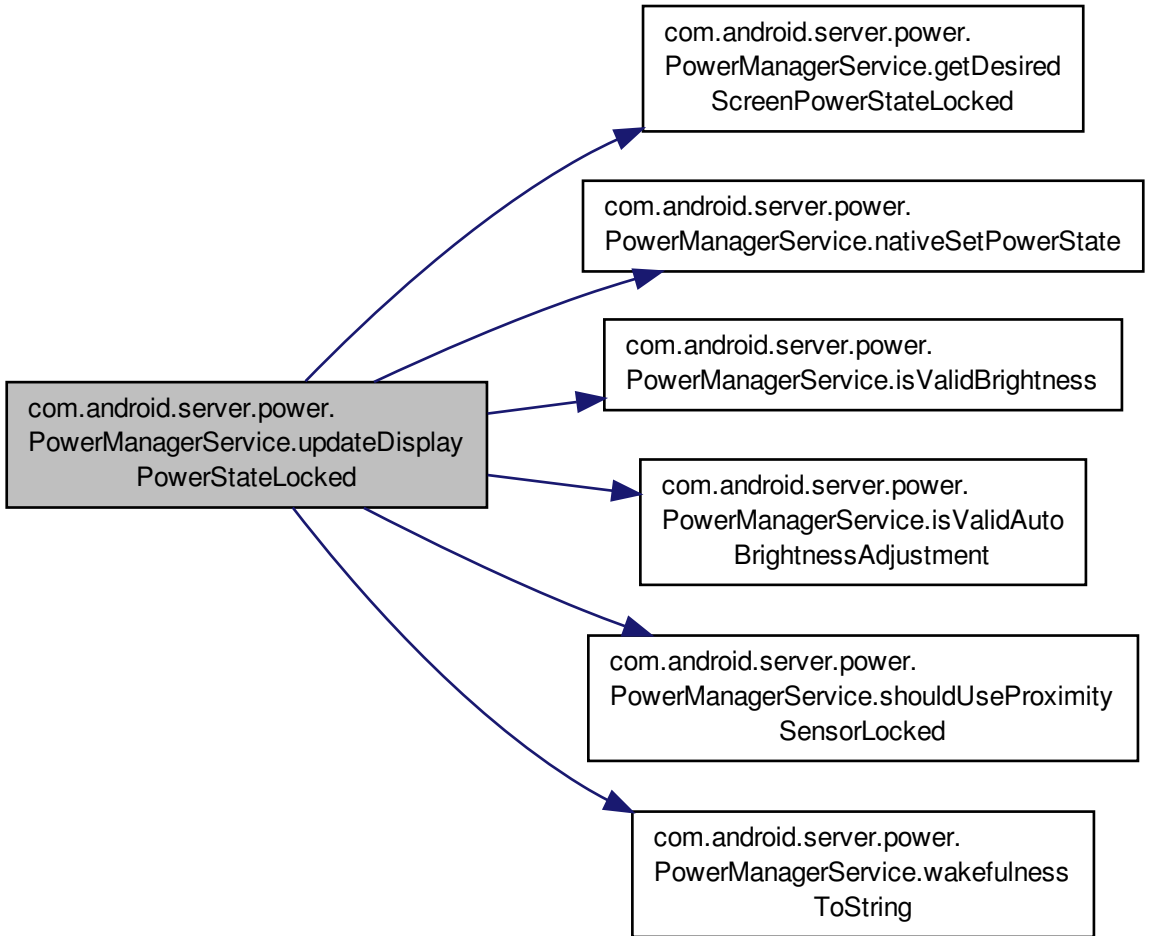 com.android.server.power.
PowerManagerService.getDesired
ScreenPowerStateLocked
com.android.server.power.
PowerManagerService.nativeSetPowerState
com.android.server.power.
PowerManagerService.isValidBrightness
com.android.server.power.
PowerManagerService.updateDisplay
PowerStateLocked
com.android.server.power.
PowerManagerService.isValidAuto
BrightnessAdjustment
com.android.server.power.
PowerManagerService.shouldUseProximity
SensorLocked
com.android.server.power.
PowerManagerService.wakefulness
ToString